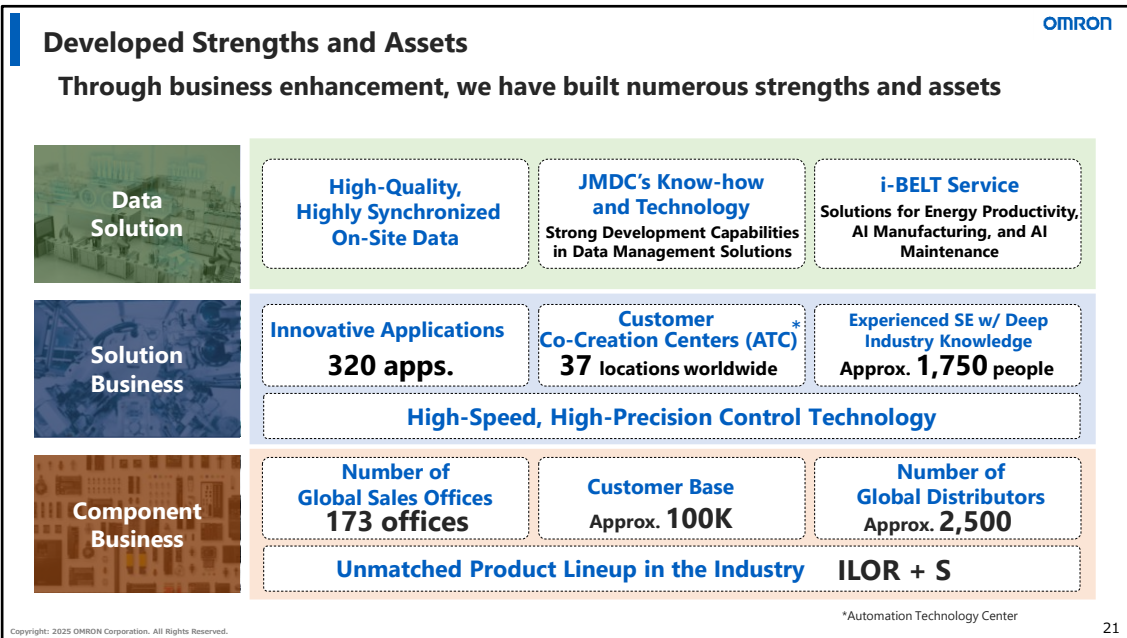 OMRON
Developed Strengths and Assets
Through business enhancement, we have built numerous strengths and assets
Data
Solution
High-Quality,
Highly Synchronized
On-Site Data
JMDC's Know-how
and Technology
Strong Development Capabilities
in Data Management Solutions
i-BELT Service
Solutions for Energy Productivity,
AI Manufacturing, and AI
Maintenance
Solution
Business
Innovative Applications
320 apps.
Customer
Co-Creation Centers (ATC)*
37 locations worldwide
Experienced SE w/ Deep
Industry Knowledge
Approx. 1,750 people
High-Speed, High-Precision Control Technology
Component
Business
Number of
Global Sales Offices
173 offices
Customer Base
Approx. 100K
Number of
Global Distributors
Approx. 2,500
Unmatched Product Lineup in the Industry ILOR + S
*Automation Technology Center
Copyright: 2025 OMRON Corporation. All Rights Reserved.
21